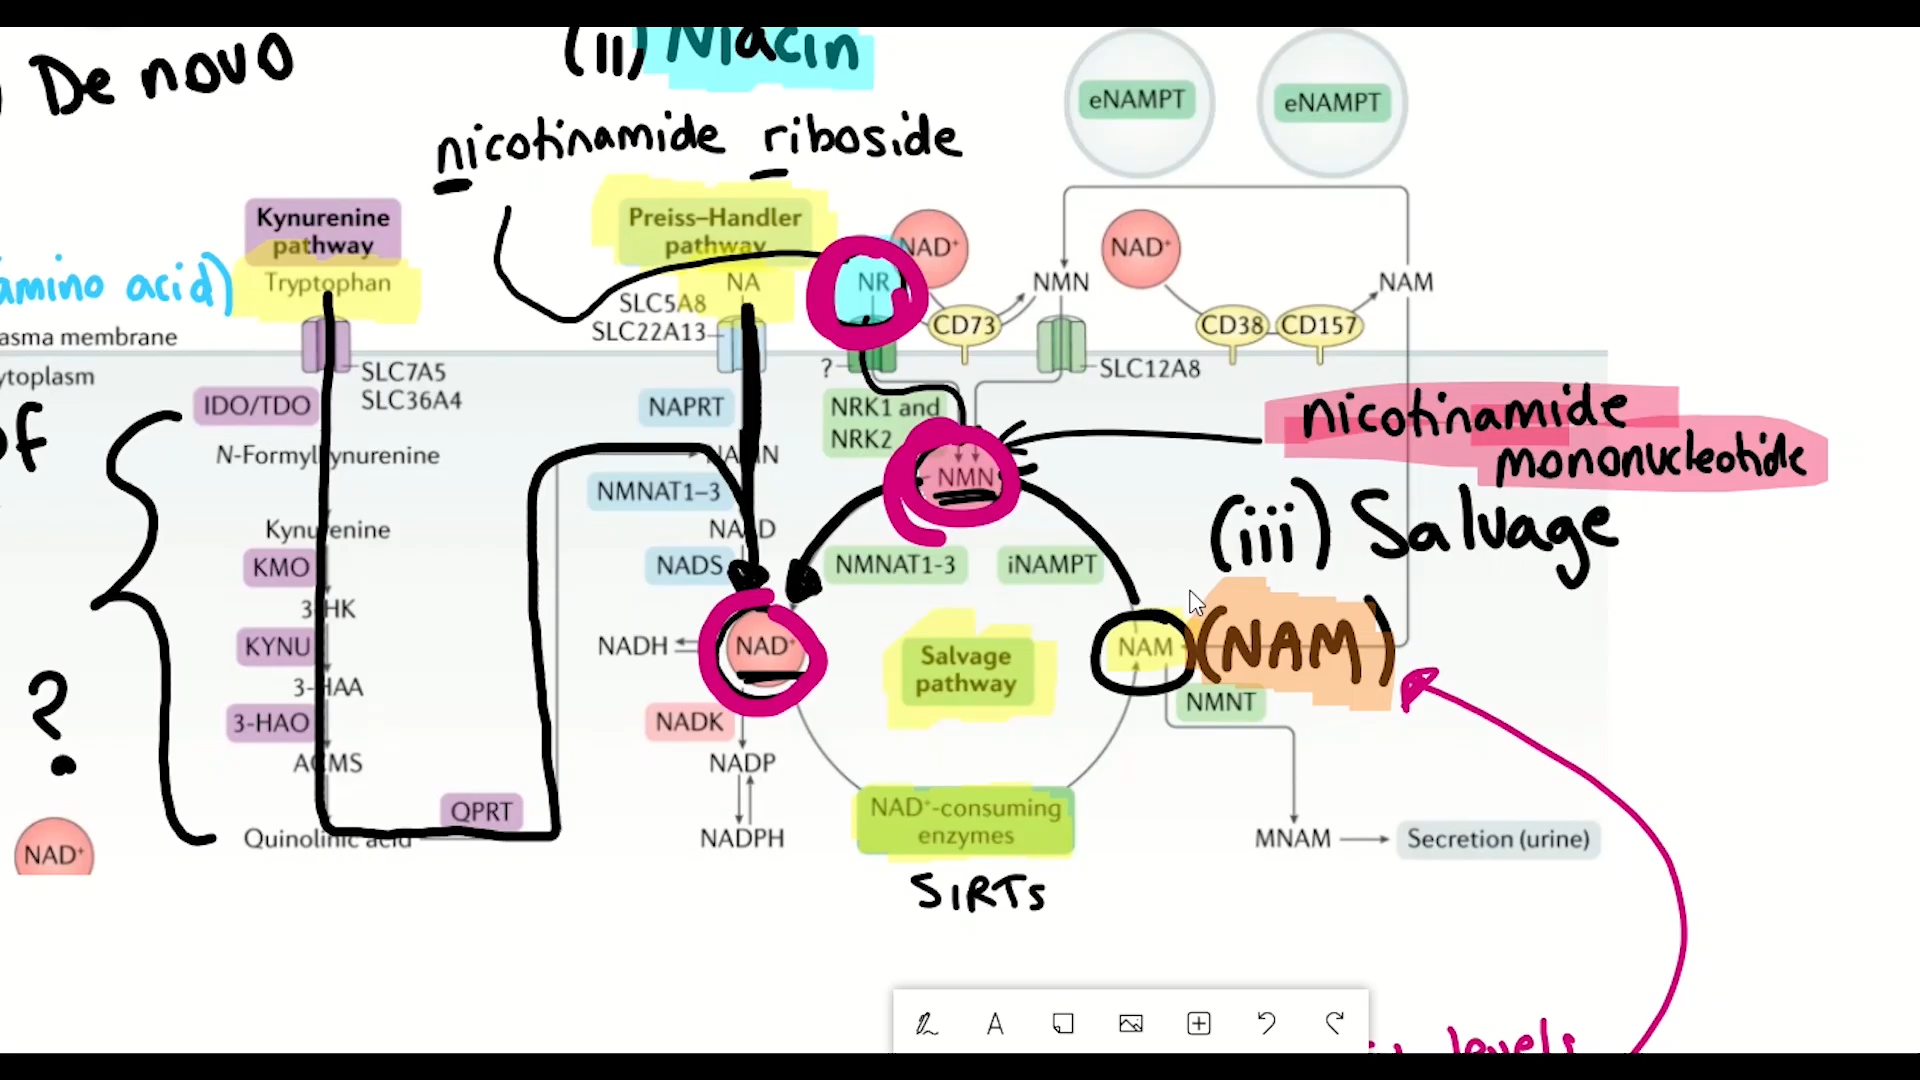 De novo
(ii) Niacin
eNAMPT
eNAMPT
nicotinamide riboside
Kynurenine
pathway
Preiss–Handler
pathway
NAD⁺
NAD⁺
amino acid)
Tryptophan
NA
NR
NMN
NAM
SLC5A8
SLC22A13
CD73
CD38
CD157
asma membrane
ytoplasm
SLC7A5
SLC36A4
?
SLC12A8
IDO/TDO
NAPRT
NRK1 and
NRK2
nicotinamide
mononucleotide
of
N-Formylkynurenine
NAMN
NMN
NMNAT1–3
(iii) Salvage
Kynurenine
NAAD
KMO
NADS
NMNAT1-3
iNAMPT
3-HK
KYNU
NADH
NAD⁺
Salvage
pathway
NAM
(NAM)
3-HAA
?
3-HAO
NADK
NMNT
ACMS
NADP
QPRT
NAD⁺-consuming
enzymes
Quinolinic acid
NADPH
MNAM
Secretion (urine)
NAD⁺
SIRTs
A
levels